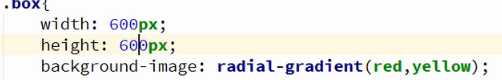 .box{
width: 600px;
height: 600px;
background-image: radial-gradient(red,yellow);